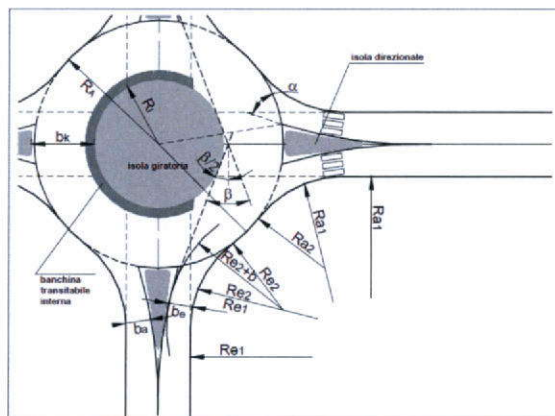 isola direzionale
α
RA
Ri
bk
isola giratoria
β/2
β
Ra1
Ra1
Ra2
Re2+b
Re2
banchina
transitabile
interna
Re2
be
Re1
ba
Re1